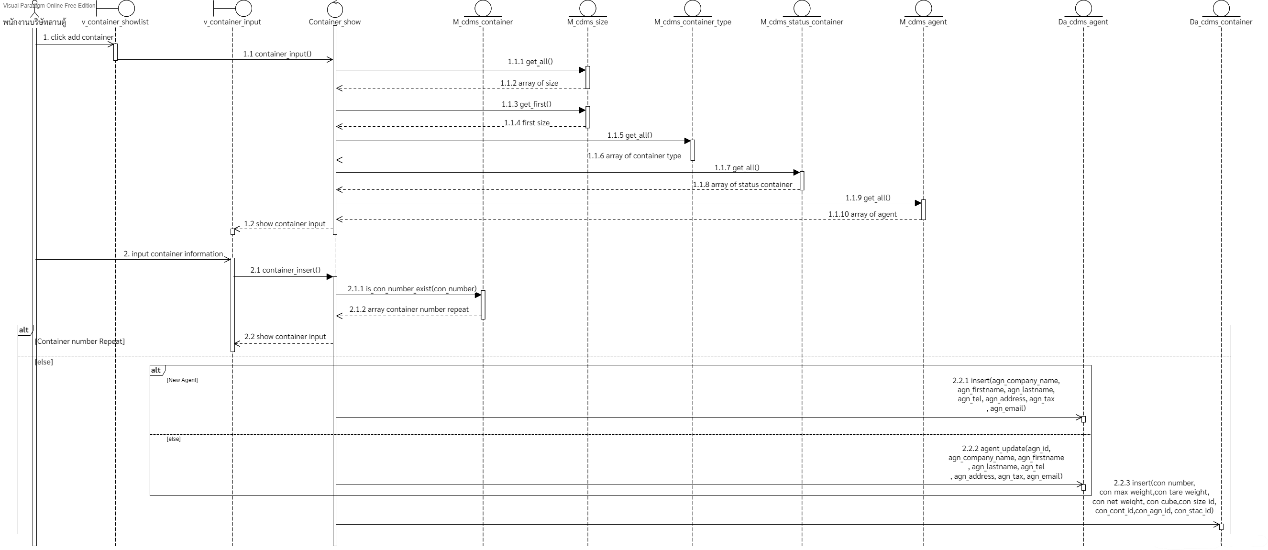 Visual Paradigm Online Free Edition
พนักงานบริษัทลานตู้
v_container_showlist
v_container_input
Container_show
M_cdms_container
M_cdms_size
M_cdms_container_type
M_cdms_status_container
M_cdms_agent
Da_cdms_agent
Da_cdms_container
1. click add container
1.1 container_input()
1.1.1 get_all()
1.1.2 array of size
1.1.3 get_first()
1.1.4 first size
1.1.5 get_all()
1.1.6 array of container type
1.1.7 get_all()
1.1.8 array of status container
1.1.9 get_all()
1.1.10 array of agent
1.2 show container input
2. input container information
2.1 container_insert()
2.1.1 is_con_number_exist(con_number)
2.1.2 array container number repeat
alt
2.2 show container input
[Container number Repeat]
[else]
alt
[New Agent]
2.2.1 insert(agn_company_name,
agn_firstname, agn_lastname,
agn_tel, agn_address, agn_tax
, agn_email)
[else]
2.2.2 agent_update(agn_id,
agn_company_name, agn_firstname
, agn_lastname, agn_tel
, agn_address, agn_tax, agn_email)
2.2.3 insert(con_number,
con_max_weight,con_tare_weight,
con_net_weight, con_cube,con_size_id,
con_cont_id,con_agn_id, con_stac_id)